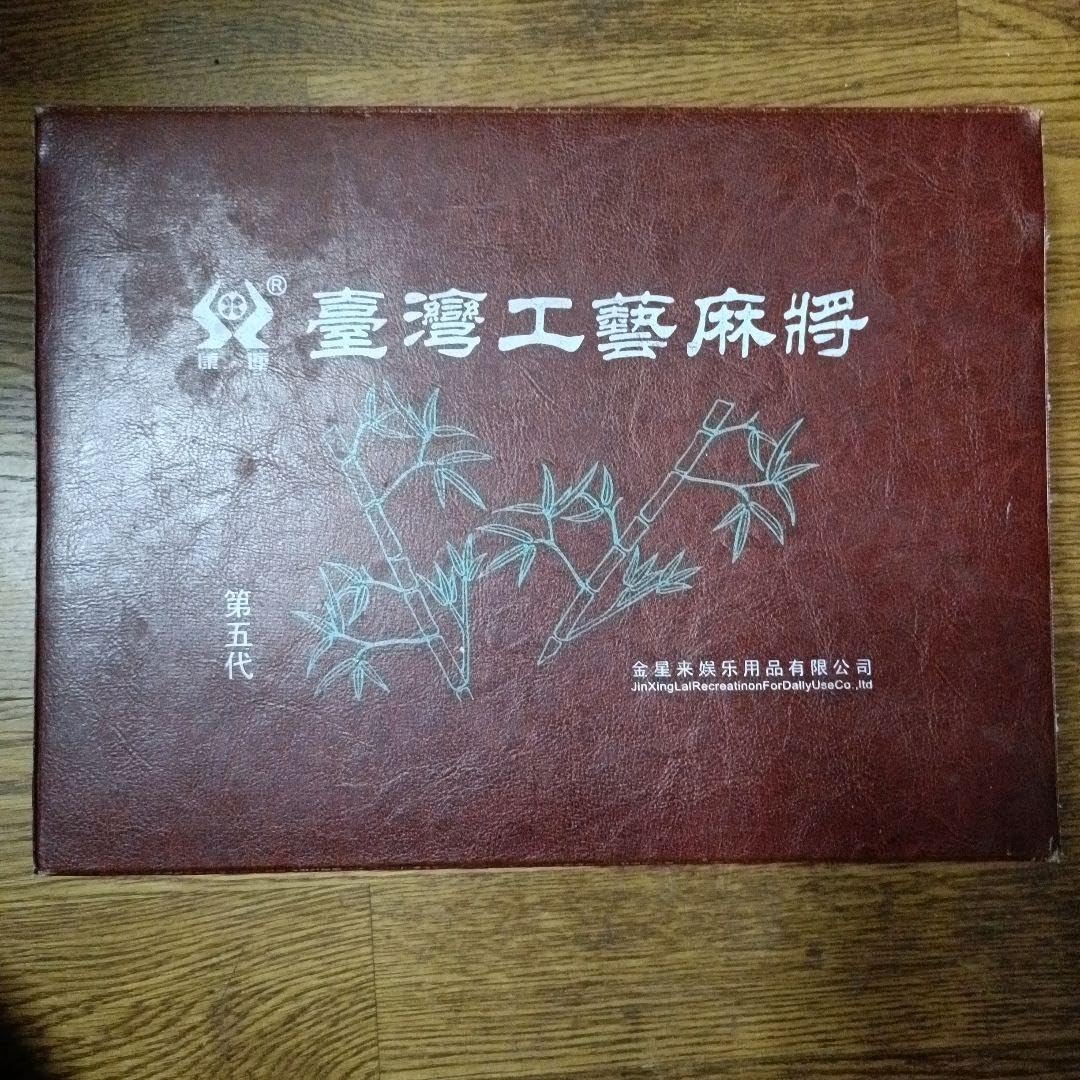 ®
臺灣工藝麻將
第五代
金星来娱乐用品有限公司
JinXingLaiRecreatinonForDailyUseCo.,ltd